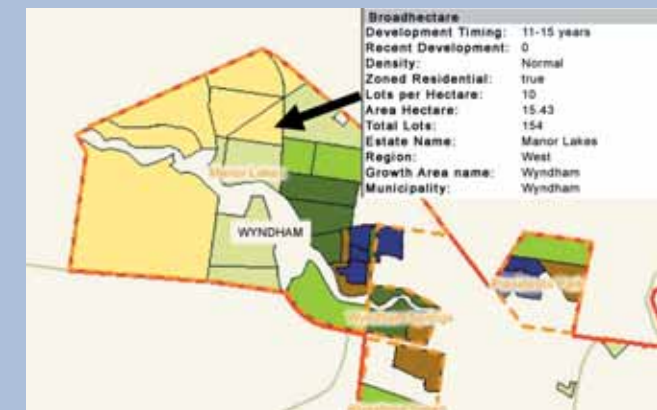 Broadhectare
Development Timing: 11-15 years
Recent Development: 0
Density: Normal
Zoned Residential: true
Lots per Hectare: 10
Area Hectare: 15.43
Total Lots: 154
Estate Name: Manor Lakes
Region: West
Growth Area name: Wyndham
Municipality: Wyndham
Manor Lakes
WYNDHAM